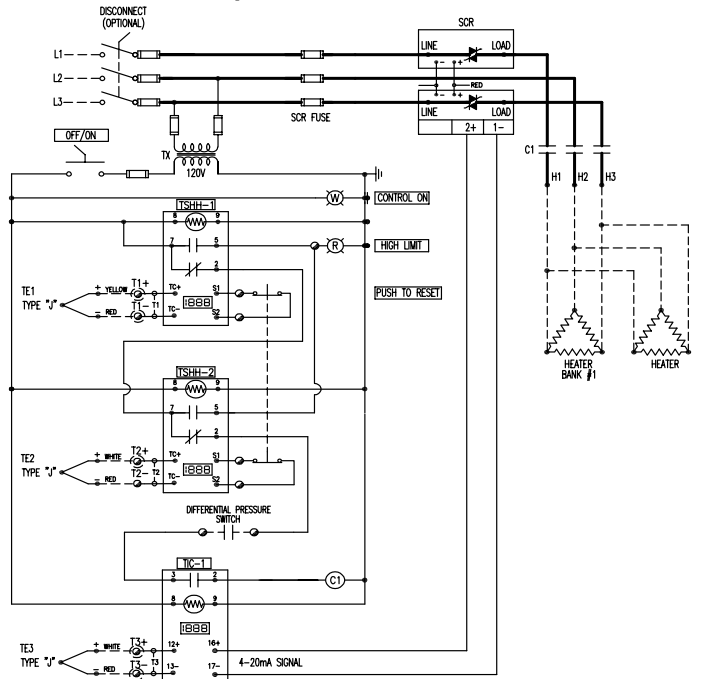 DISCONNECT
(OPTIONAL)
SCR
L1
LINE
LOAD
L2
- - + +
RED
L3
- - + +
SCR FUSE
LINE
LOAD
2+
1-
OFF/ON
TX
120V
C1
H1
H2
H3
W
CONTROL ON
TSHH-1
8
9
7
5
R
HIGH LIMIT
2
PUSH TO RESET
TE1
TYPE "J"
+ YELLOW
T1+
TC+
S1
- RED
T1-
T1
TC-
1888
S2
HEATER
BANK #1
HEATER
TSHH-2
8
9
7
5
2
TE2
TYPE "J"
+ WHITE
T2+
TC+
S1
- RED
T2-
T2
TC-
1888
S2
DIFFERENTIAL PRESSURE
SWITCH
TIC-1
3
2
C1
8
9
1888
TE3
TYPE "J"
+ WHITE
T3+
12+
16+
- RED
T3-
T3
13-
17-
4-20mA SIGNAL